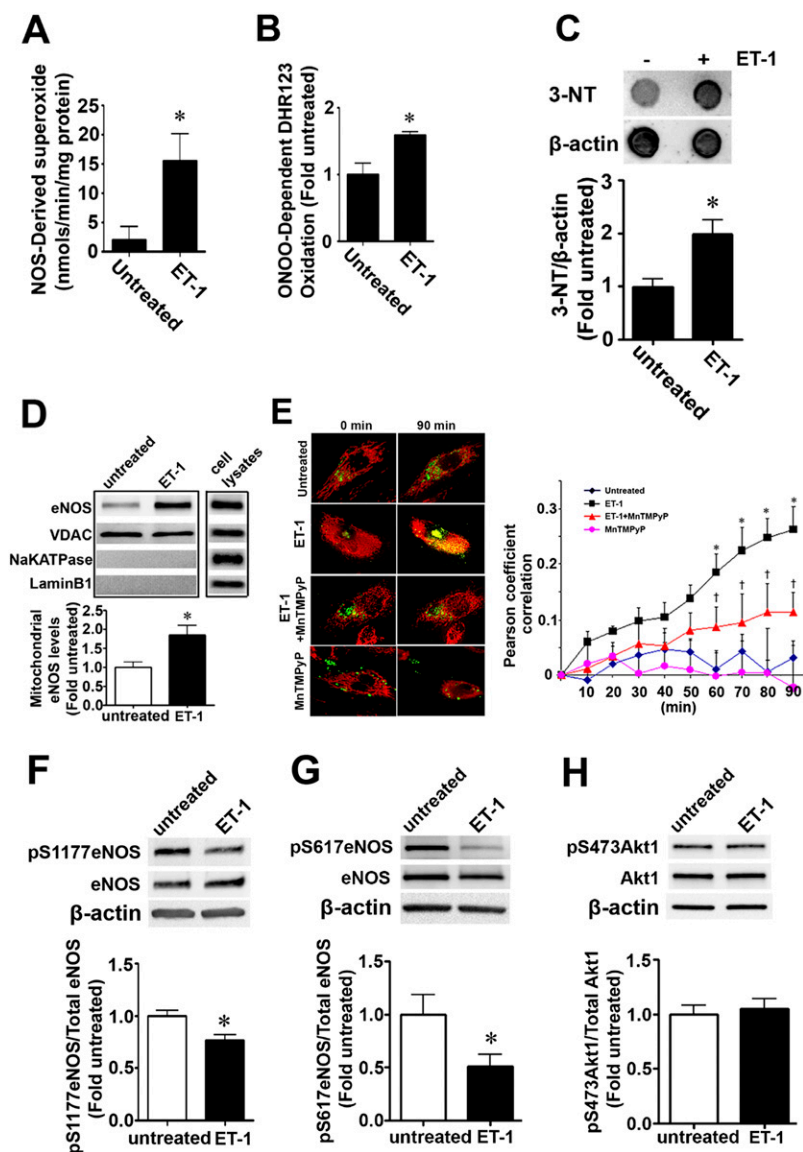 A
NOS-Derived superoxide
(nmols/min/mg protein)
25
20
15
10
5
0
*
Untreated
ET-1
B
ONOO-Dependent DHR123
Oxidation (Fold untreated)
2
1
0
*
Untreated
ET-1
C
- + ET-1
3-NT
β-actin
3-NT/β-actin
(Fold untreated)
3
2
1
0
*
untreated
ET-1
D
untreated
ET-1
cell
lysates
eNOS
VDAC
NaKATPase
LaminB1
Mitochondrial
eNOS levels
(Fold untreated)
2.5
2.0
1.5
1.0
0.5
0.0
*
untreated ET-1
E
0 min 90 min
Untreated
ET-1
ET-1
+MnTMPyP
MnTMPyP
Untreated
ET-1
ET-1+MnTMPyP
MnTMPyP
Pearson coefficient
correlation
0.3
0.2
0.1
0
* * * *
† † † †
10 20 30 40 50 60 70 80 90
(min)
F
untreated
ET-1
pS1177eNOS
eNOS
β-actin
pS1177eNOS/Total eNOS
(Fold untreated)
1.5
1.0
0.5
0.0
*
untreated ET-1
G
untreated
ET-1
pS617eNOS
eNOS
β-actin
pS617eNOS/Total eNOS
(Fold untreated)
1.5
1.0
0.5
0.0
*
untreated ET-1
H
untreated
ET-1
pS473Akt1
Akt1
β-actin
pS473Akt1/Total Akt1
(Fold untreated)
1.5
1.0
0.5
0.0
untreated ET-1